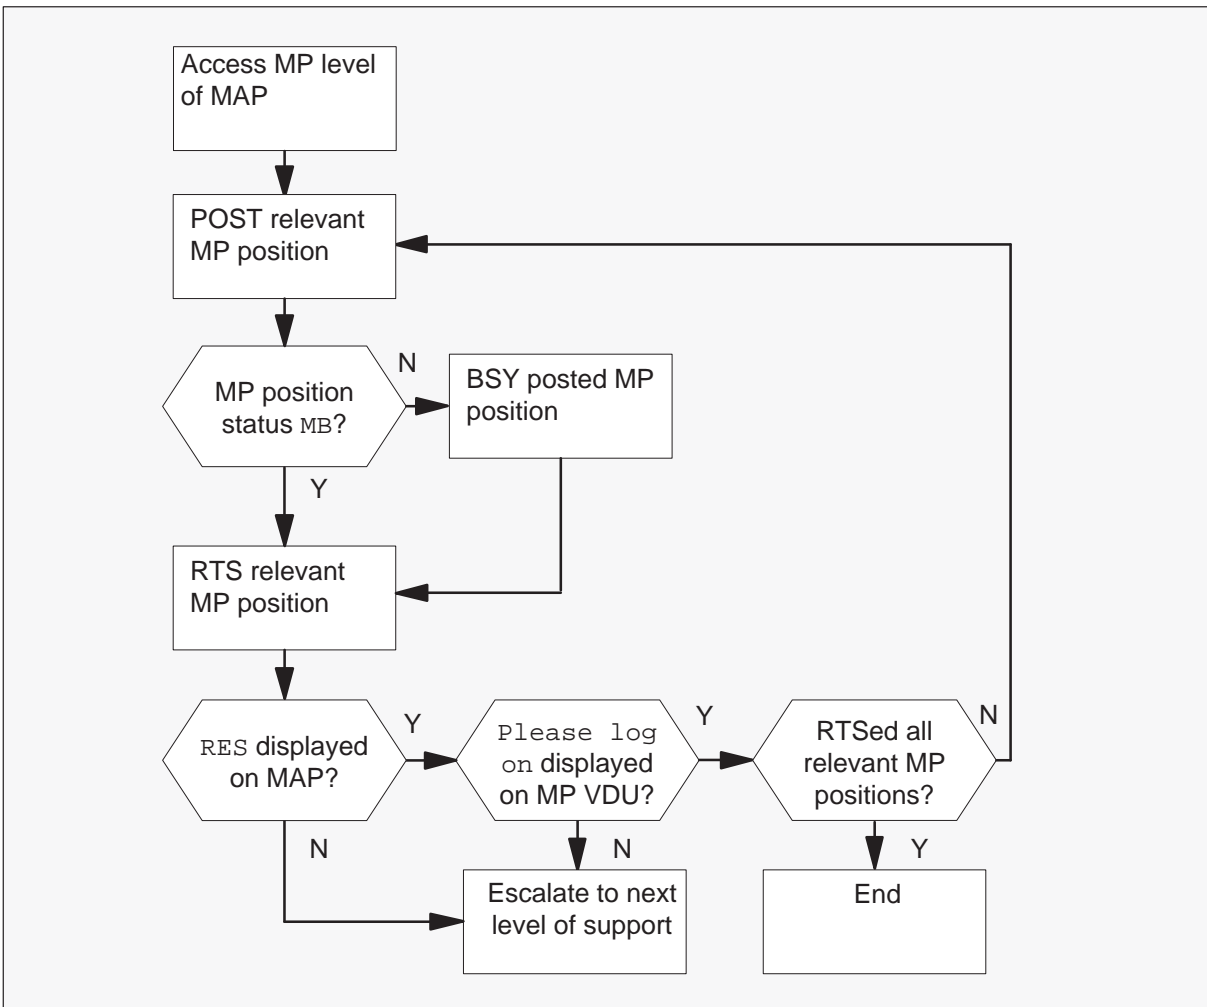 Access MP level
of MAP
POST relevant
MP position
MP position
status MB?
N
BSY posted MP
position
Y
RTS relevant
MP position
RES displayed
on MAP?
Y
Please log
on displayed
on MP VDU?
Y
RTSed all
relevant MP
positions?
N
N
N
Y
Escalate to next
level of support
End